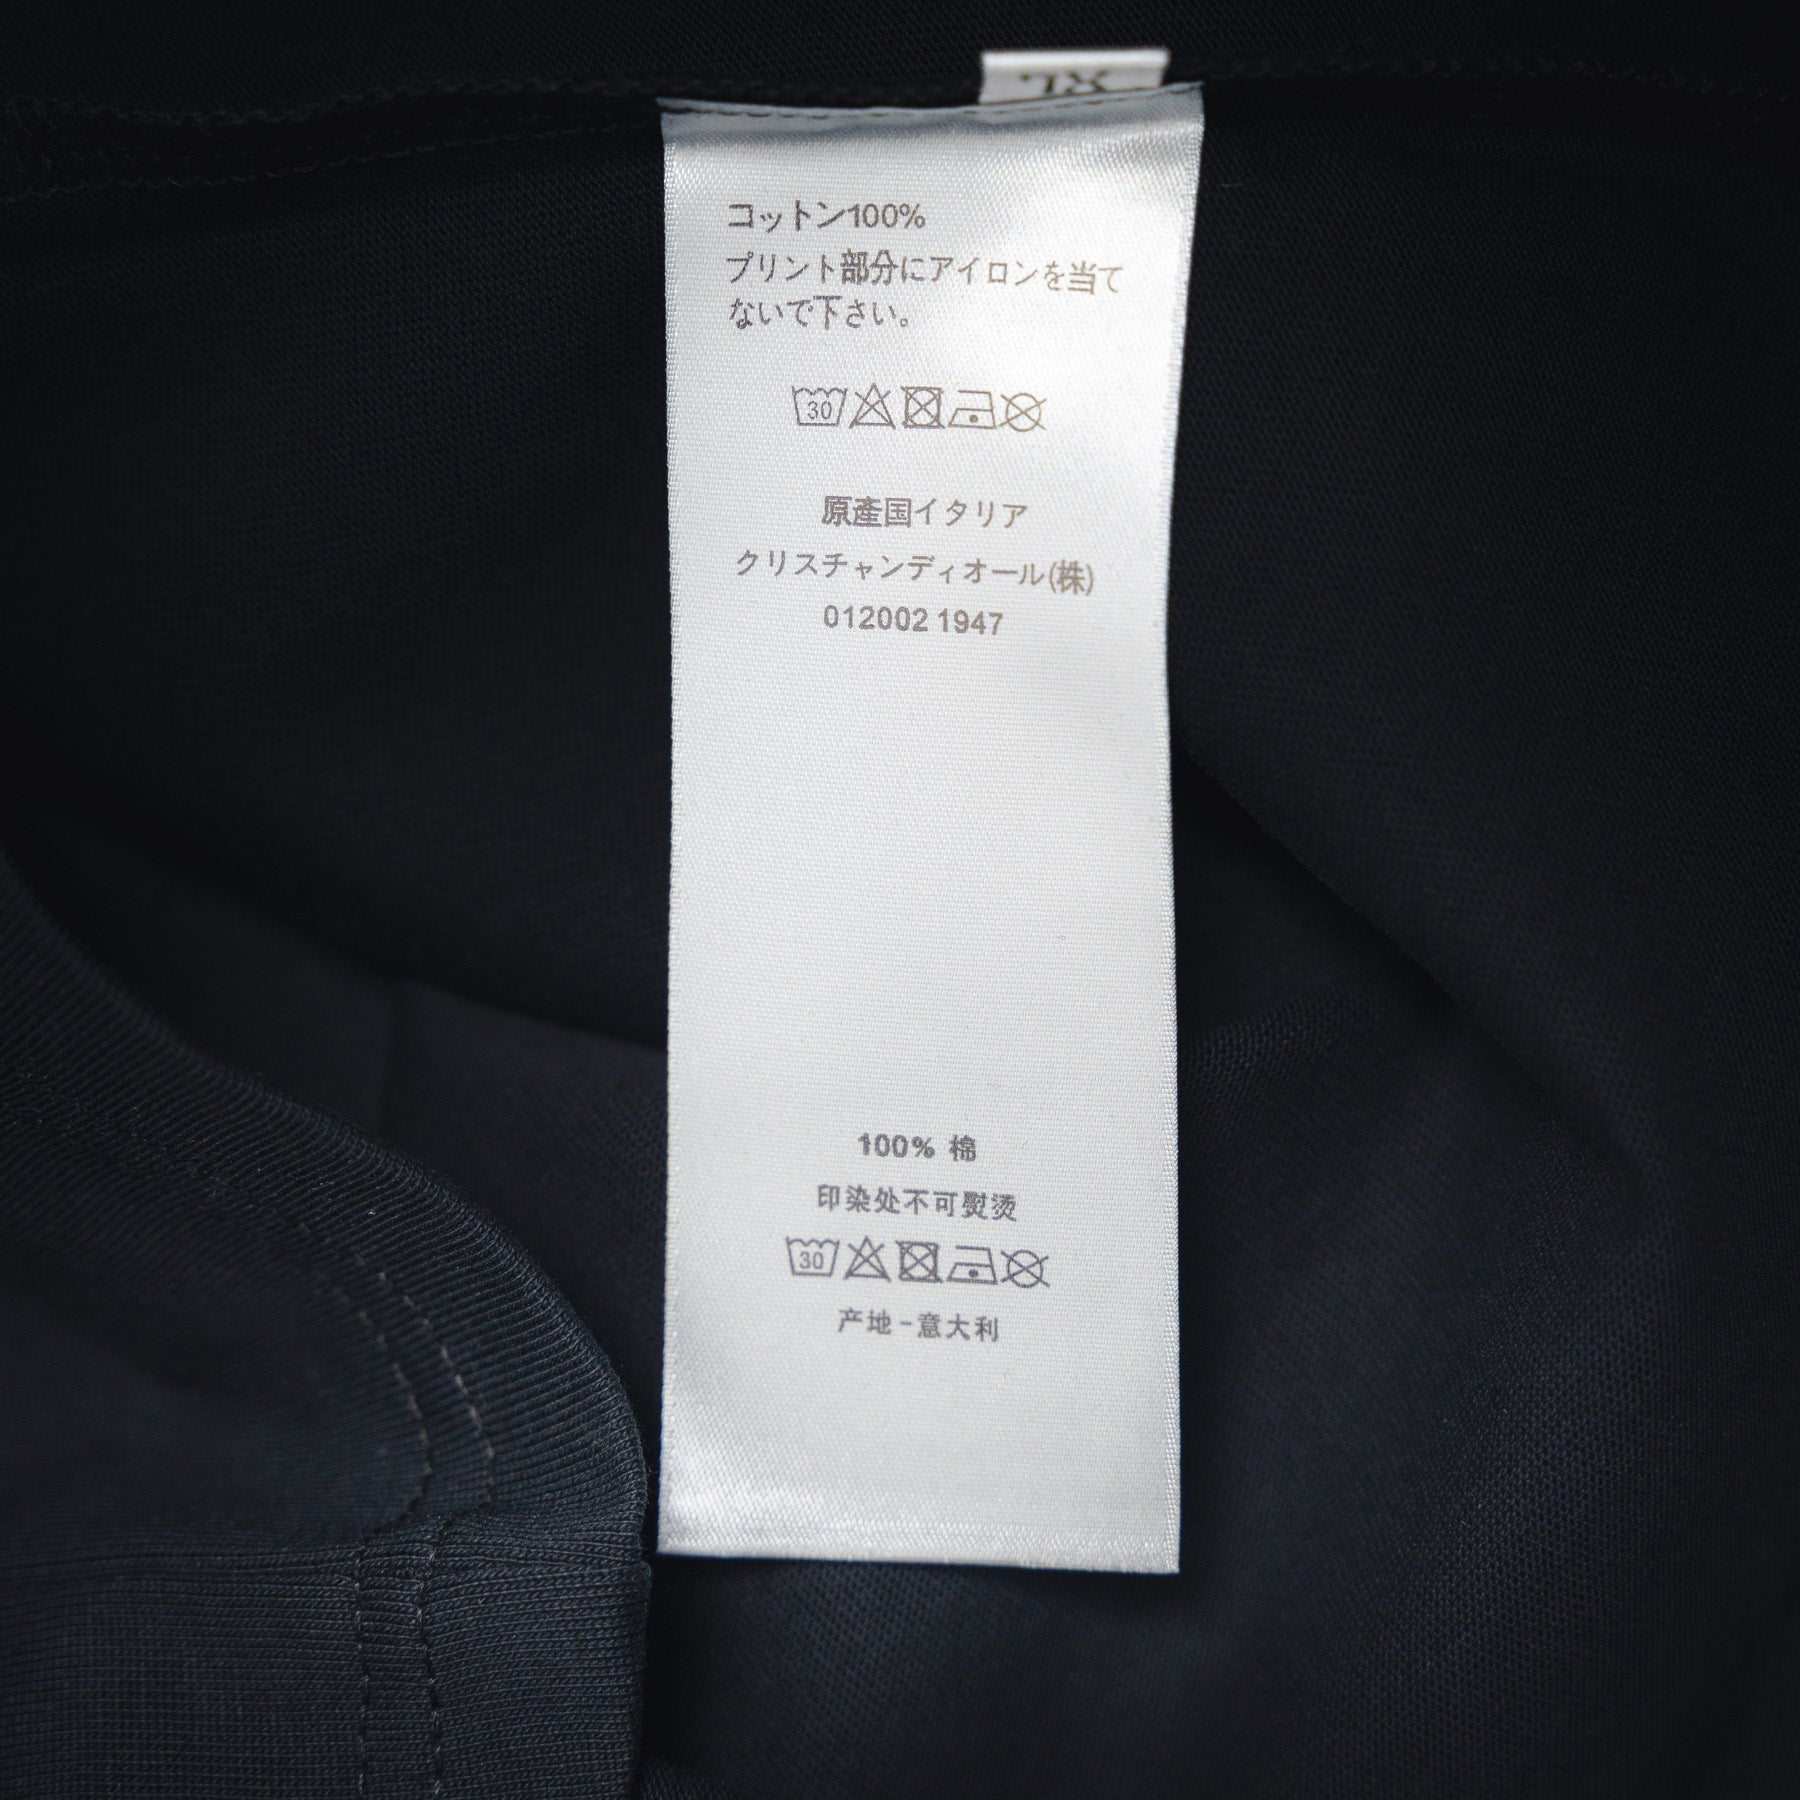 XL
コットン100%
プリント部分にアイロンを当て
ないで下さい。
30
原産国イタリア
クリスチャンディオール(株)
012002 1947
100% 棉
印染处不可熨烫
30
产地-意大利